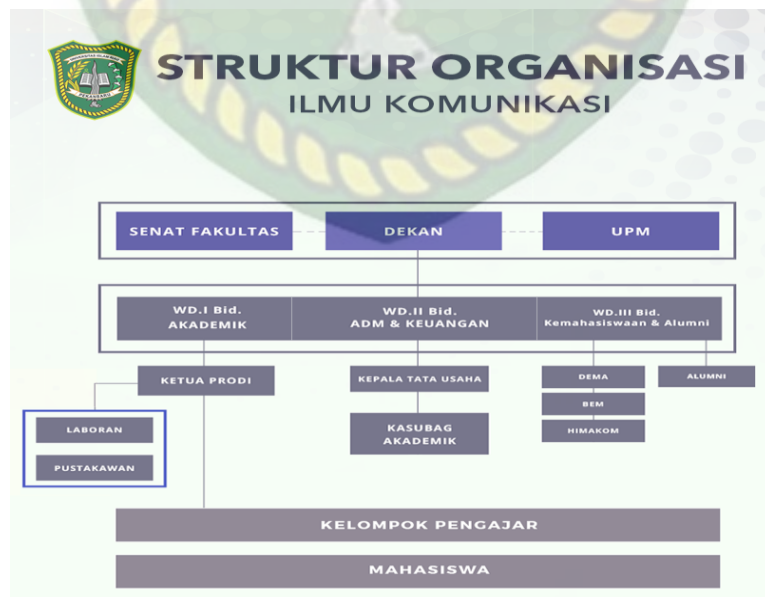 STRUKTUR ORGANISASI
ILMU KOMUNIKASI
SENAT FAKULTAS
DEKAN
UPM
WD.I Bid.
AKADEMIK
WD.II Bid.
ADM & KEUANGAN
WD.III Bid.
Kemahasiswaan & Alumni
KETUA PRODI
KEPALA TATA USAHA
DEMA
ALUMNI
BEM
LABORAN
KASUBAG
AKADEMIK
HIMAKOM
PUSTAKAWAN
KELOMPOK PENGAJAR
MAHASISWA